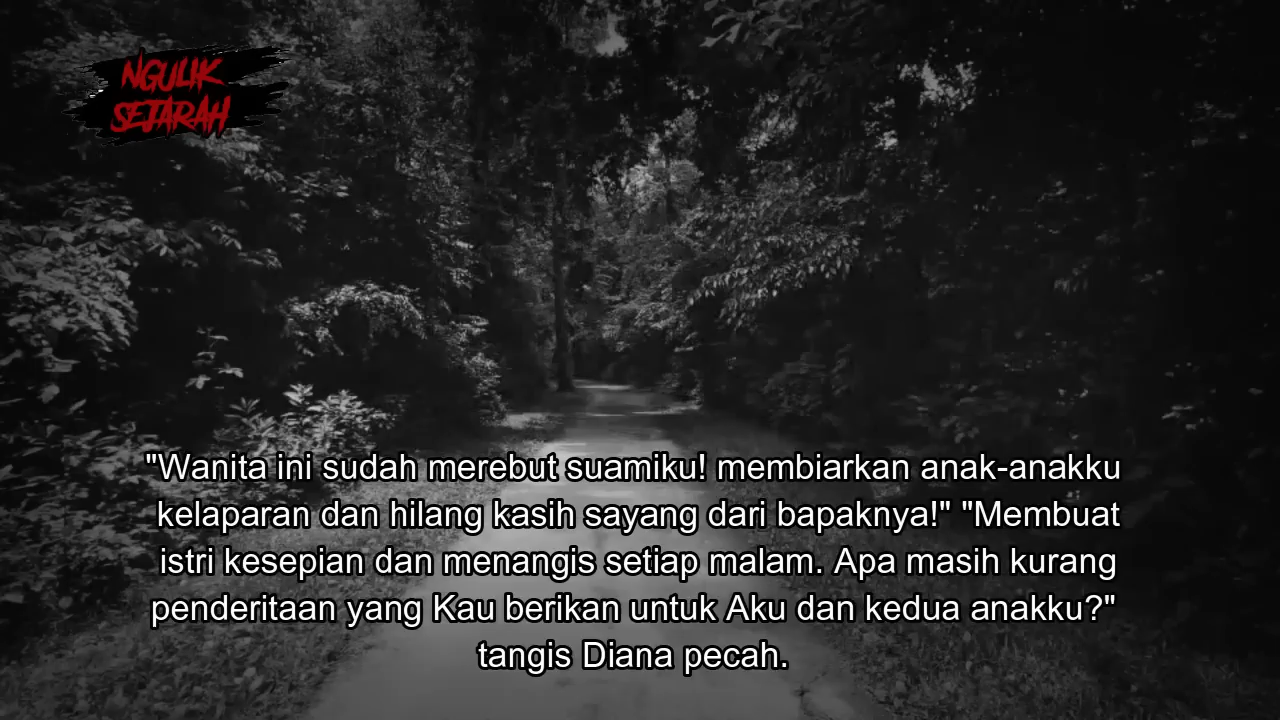 NGULIK
SEJARAH
"Wanita ini sudah merebut suamiku! membiarkan anak-anakku
kelaparan dan hilang kasih sayang dari bapaknya!" "Membuat
istri kesepian dan menangis setiap malam. Apa masih kurang
penderitaan yang Kau berikan untuk Aku dan kedua anakku?"
tangis Diana pecah.